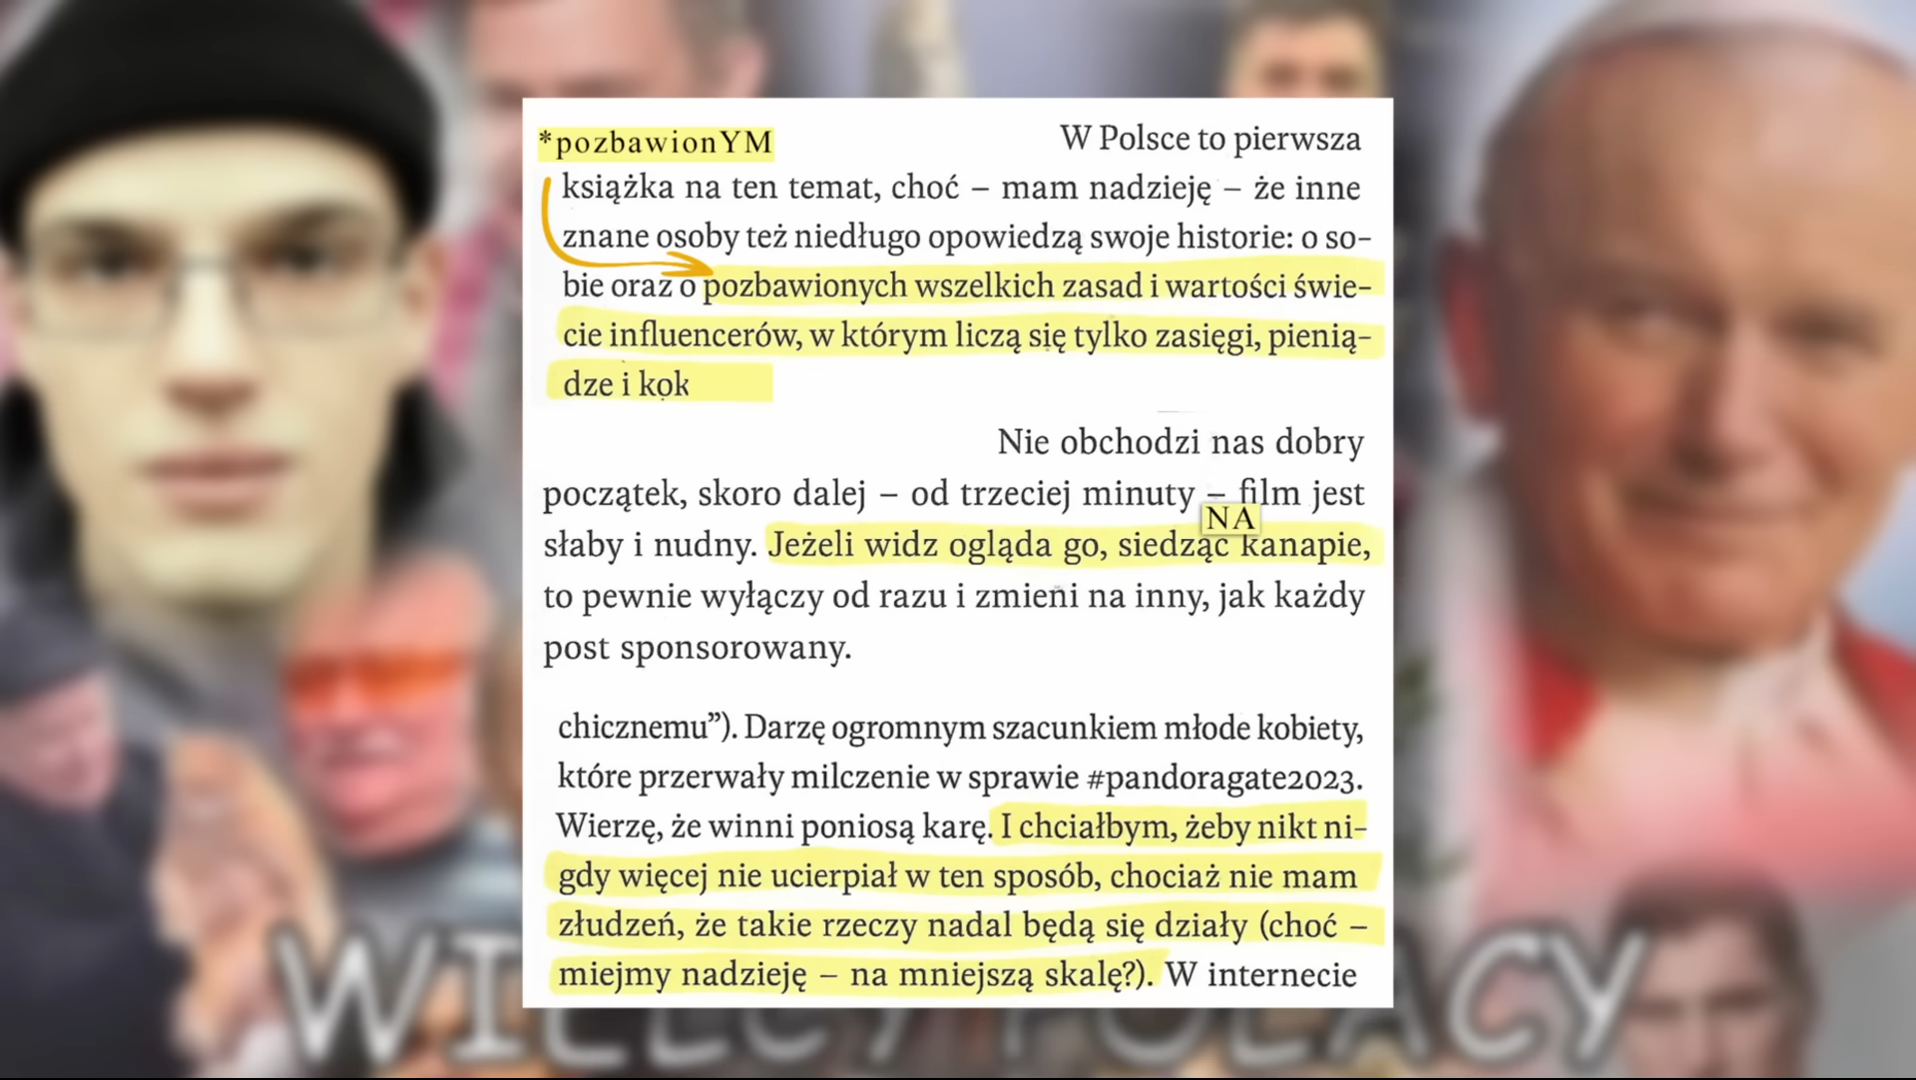 *pozbawionYM
W Polsce to pierwsza
książka na ten temat, choć – mam nadzieję – że inne
znane osoby też niedługo opowiedzą swoje historie: o so-
bie oraz o pozbawionych wszelkich zasad i wartości świe-
cie influencerów, w którym liczą się tylko zasięgi, pienią-
dze i kok
Nie obchodzi nas dobry
początek, skoro dalej – od trzeciej minuty – film jest
NA
słaby i nudny. Jeżeli widz ogląda go, siedząc kanapie,
to pewnie wyłączy od razu i zmieni na inny, jak każdy
post sponsorowany.
chicznemu”). Darzę ogromnym szacunkiem młode kobiety,
które przerwały milczenie w sprawie #pandoragate2023.
Wierzę, że winni poniosą karę. I chciałbym, żeby nikt ni-
gdy więcej nie ucierpiał w ten sposób, chociaż nie mam
złudzeń, że takie rzeczy nadal będą się działy (choć –
miejmy nadzieję – na mniejszą skalę?). W internecie
WIELCY POLACY